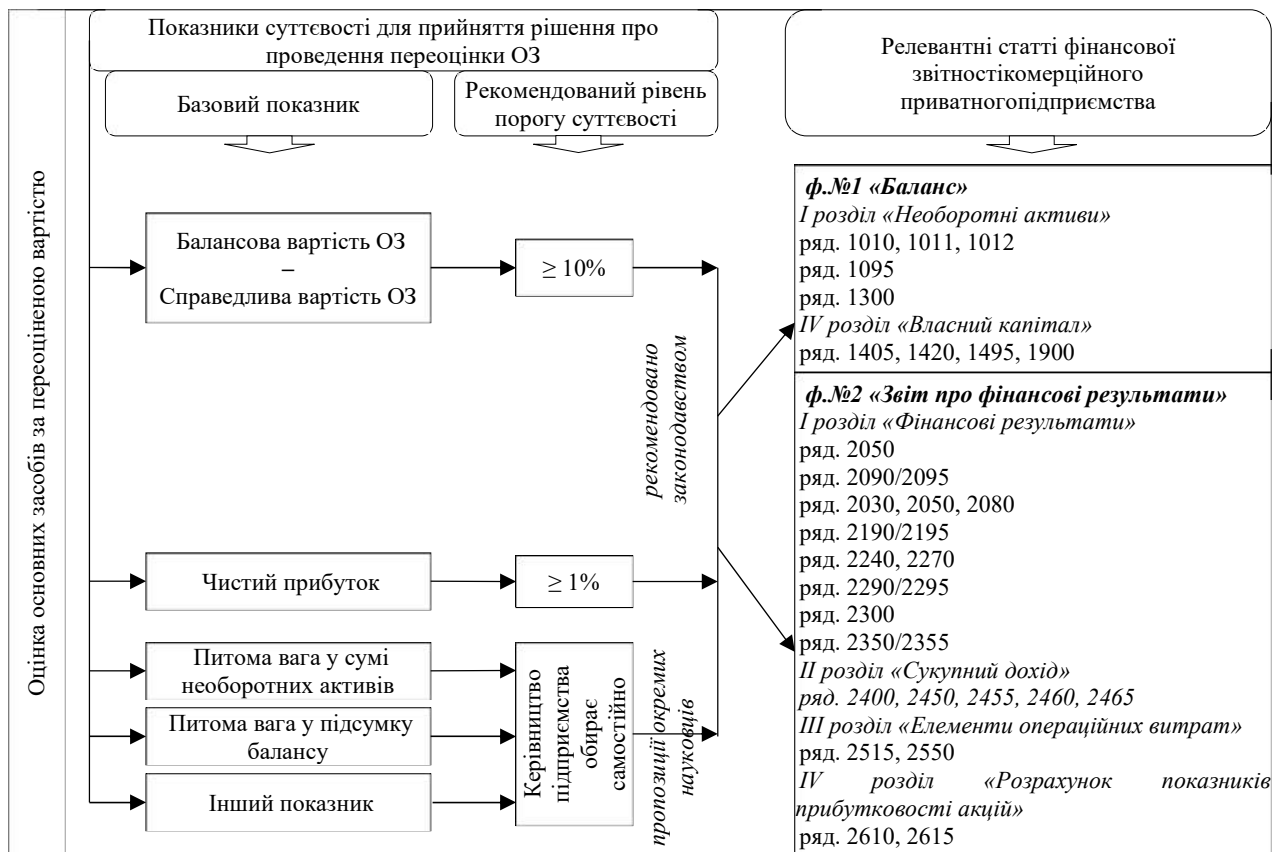 Оцінка основних засобів за переоціненою вартістю
Показники суттєвості для прийняття рішення про
проведення переоцінки ОЗ
Базовий показник
Рекомендований рівень
порогу суттєвості
Релевантні статті фінансової
звітностікомерційного
приватногопідприємства
Балансова вартість ОЗ
–
Справедлива вартість ОЗ
≥ 10%
Чистий прибуток
≥ 1%
рекомендовано
законодавством
Питома вага у сумі
необоротних активів
Питома вага у підсумку
балансу
Інший показник
Керівництво
підприємства
обирає
самостійно
пропозиції окремих
науковців
ф.№1 «Баланс»
І розділ «Необоротні активи»
ряд. 1010, 1011, 1012
ряд. 1095
ряд. 1300
IV розділ «Власний капітал»
ряд. 1405, 1420, 1495, 1900
ф.№2 «Звіт про фінансові результати»
І розділ «Фінансові результати»
ряд. 2050
ряд. 2090/2095
ряд. 2030, 2050, 2080
ряд. 2190/2195
ряд. 2240, 2270
ряд. 2290/2295
ряд. 2300
ряд. 2350/2355
ІІ розділ «Сукупний дохід»
ряд. 2400, 2450, 2455, 2460, 2465
ІІІ розділ «Елементи операційних витрат»
ряд. 2515, 2550
IV розділ «Розрахунок показників
прибутковості акцій»
ряд. 2610, 2615